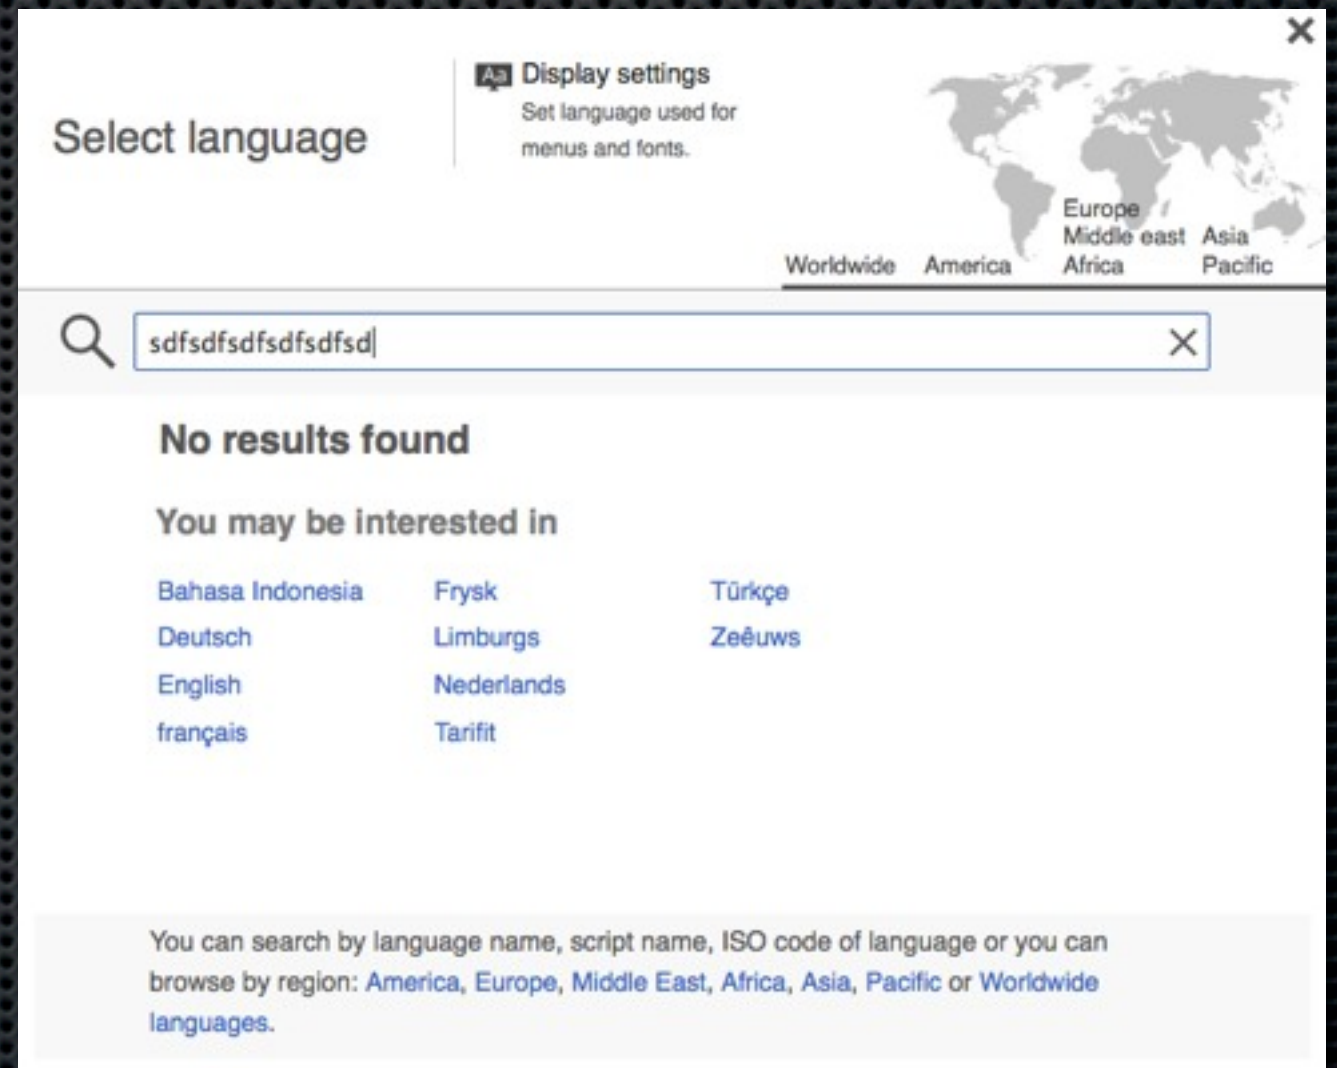 Select language
Aa Display settings
Set language used for
menus and fonts.
Worldwide
America
Europe
Middle east
Africa
Asia
Pacific
sdfsdfsdfsdfsdfsd
No results found
You may be interested in
Bahasa Indonesia
Deutsch
English
français
Frysk
Limburgs
Nederlands
Tarifit
Türkçe
Zeêuws
You can search by language name, script name, ISO code of language or you can
browse by region: America, Europe, Middle East, Africa, Asia, Pacific or Worldwide
languages.